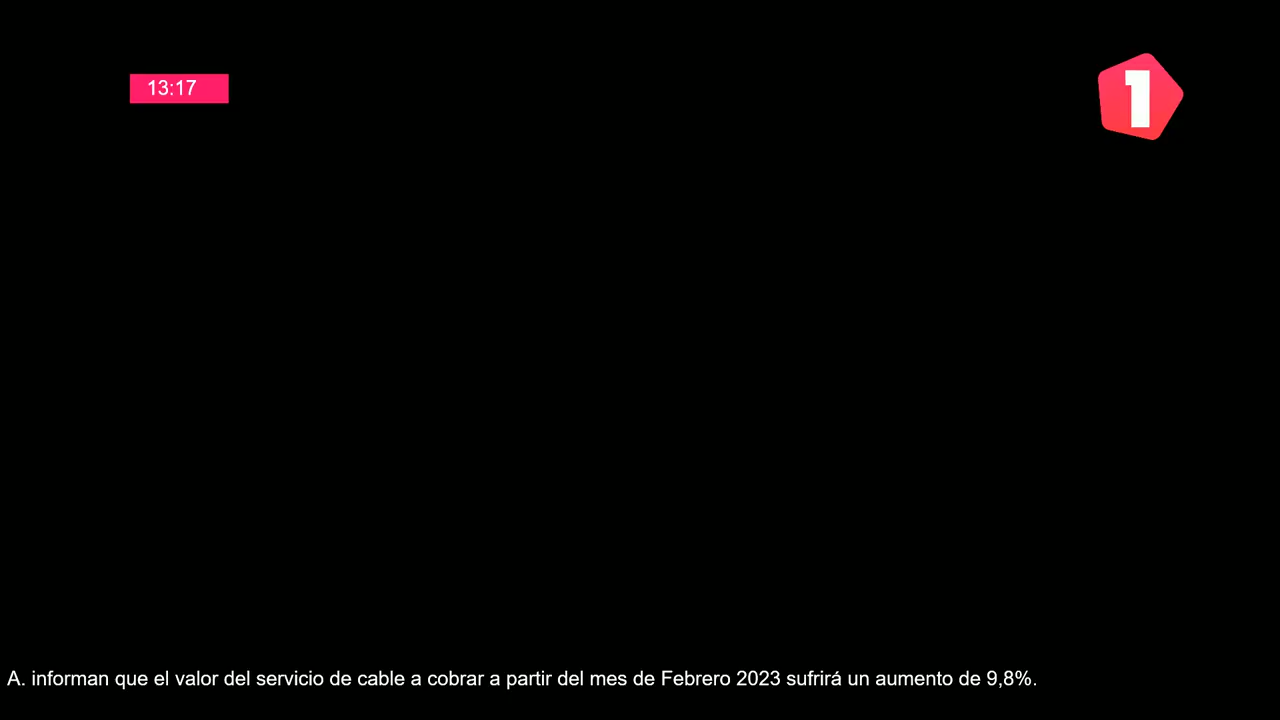 13:17
1
A. informan que el valor del servicio de cable a cobrar a partir del mes de Febrero 2023 sufrirá un aumento de 9,8%.